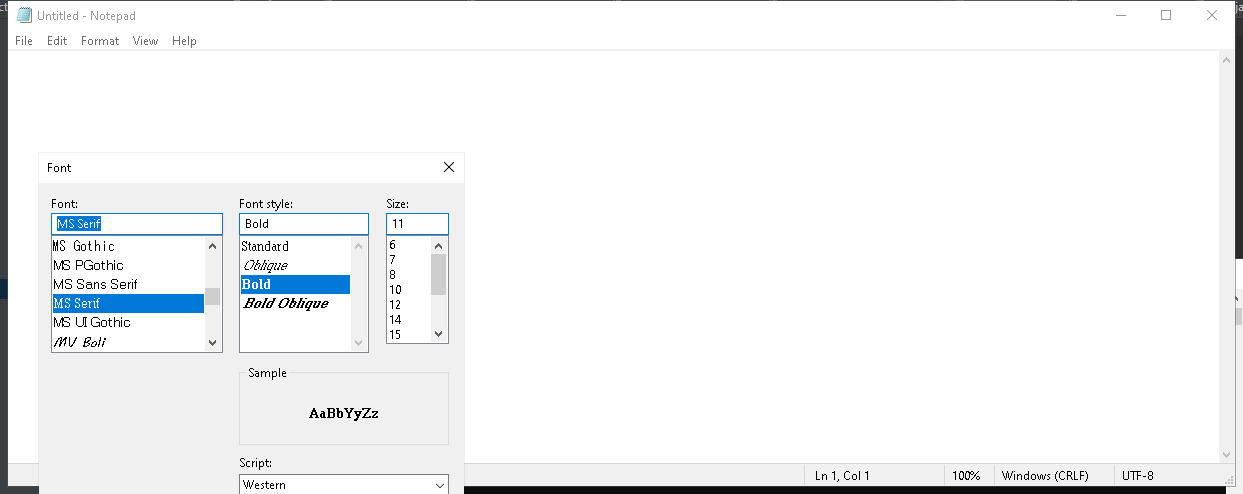 Untitled - Notepad
File Edit Format View Help
Font
Font: Font style: Size:
MS Serif Bold 11
MS Gothic
MS PGothic
MS Sans Serif
MS Serif
MS UI Gothic
MV Boli
Standard
Oblique
Bold
Bold Oblique
6
7
8
10
12
14
15
Sample
AaBbYyZz
Script:
Western
Ln 1, Col 1 100% Windows (CRLF) UTF-8